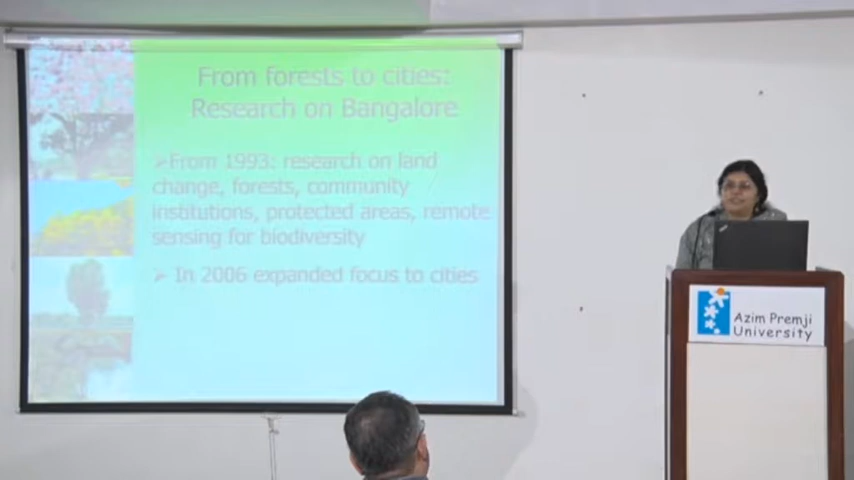 From forests to cities:
Research on Bangalore
➢From 1993: research on land
change, forests, community
institutions, protected areas, remote
sensing for biodiversity
➢ In 2006 expanded focus to cities
Azim Premji
University